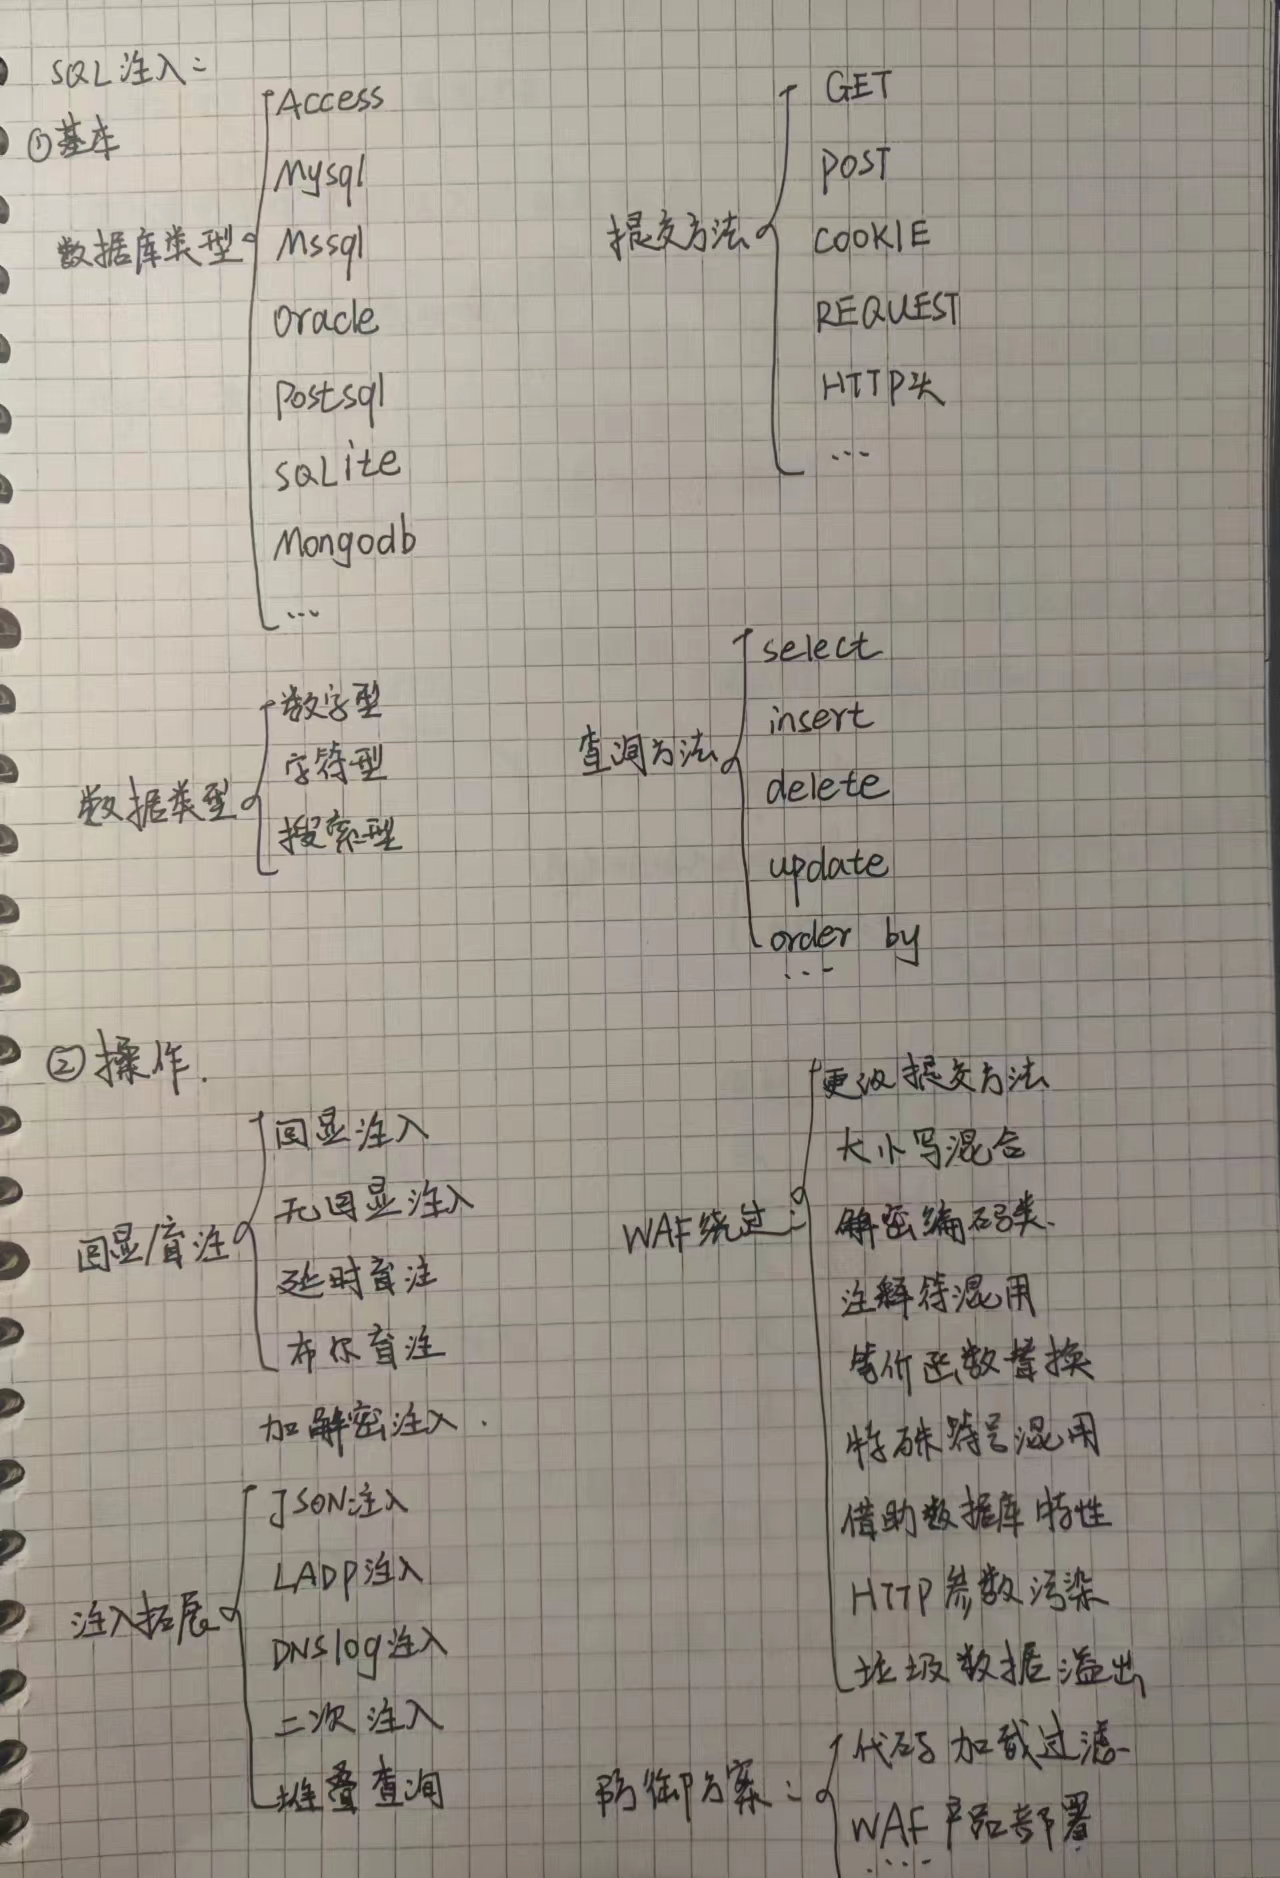 SQL注入:
①基本
数据库类型
Access
Mysql
Mssql
Oracle
Postsql
SQLite
Mongodb
...
提交方法
GET
POST
COOKIE
REQUEST
HTTP头
...
数据类型
数字型
字符型
搜索型
查询方法
select
insert
delete
update
order by
...
②操作.
回显/盲注
回显注入
无回显注入
延时盲注
布尔盲注
加解密注入.
注入拓展
JSON注入
LADP注入
DNSlog注入
二次注入
堆叠查询
WAF绕过:
更改提交方法
大小写混合
解密编码类.
注释符混用
等价函数替换
特殊符号混用
借助数据库特性
HTTP参数污染
垃圾数据溢出
防御方案:
代码加载过滤
WAF产品部署
....